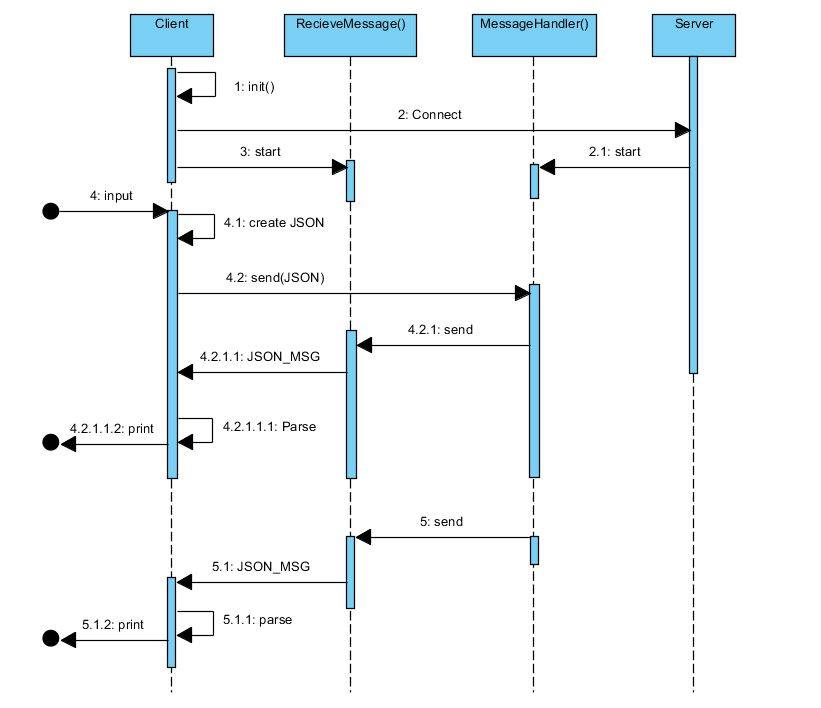 Client
RecieveMessage()
MessageHandler()
Server
1: init()
2: Connect
3: start
2.1: start
4: input
4.1: create JSON
4.2: send(JSON)
4.2.1: send
4.2.1.1: JSON_MSG
4.2.1.1.1: Parse
4.2.1.1.2: print
5: send
5.1: JSON_MSG
5.1.1: parse
5.1.2: print